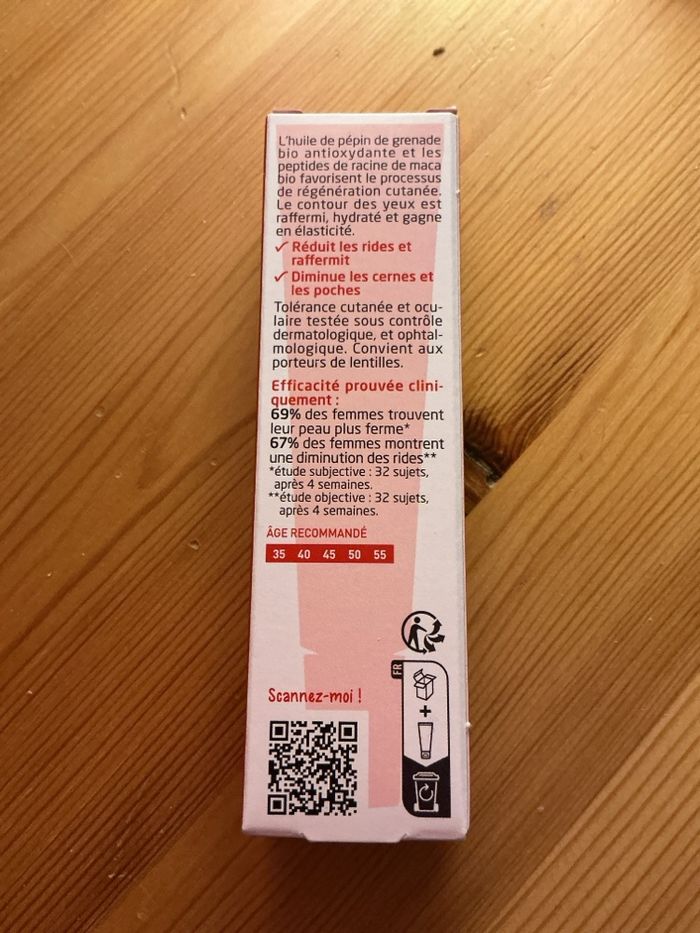 L'huile de pépin de grenade
bio antioxydante et les
peptides de racine de maca
bio favorisent le processus
de régénération cutanée.
Le contour des yeux est
raffermi, hydraté et gagne
en élasticité.
✓ Réduit les rides et
raffermit
✓ Diminue les cernes et
les poches
Tolérance cutanée et ocu-
laire testée sous contrôle
dermatologique, et ophtal-
mologique. Convient aux
porteurs de lentilles.
Efficacité prouvée clini-
quement :
69% des femmes trouvent
leur peau plus ferme*
67% des femmes montrent
une diminution des rides**
*étude subjective : 32 sujets,
après 4 semaines.
**étude objective : 32 sujets,
après 4 semaines.
ÂGE RECOMMANDÉ
35 40 45 50 55
FR
+
Scannez-moi !